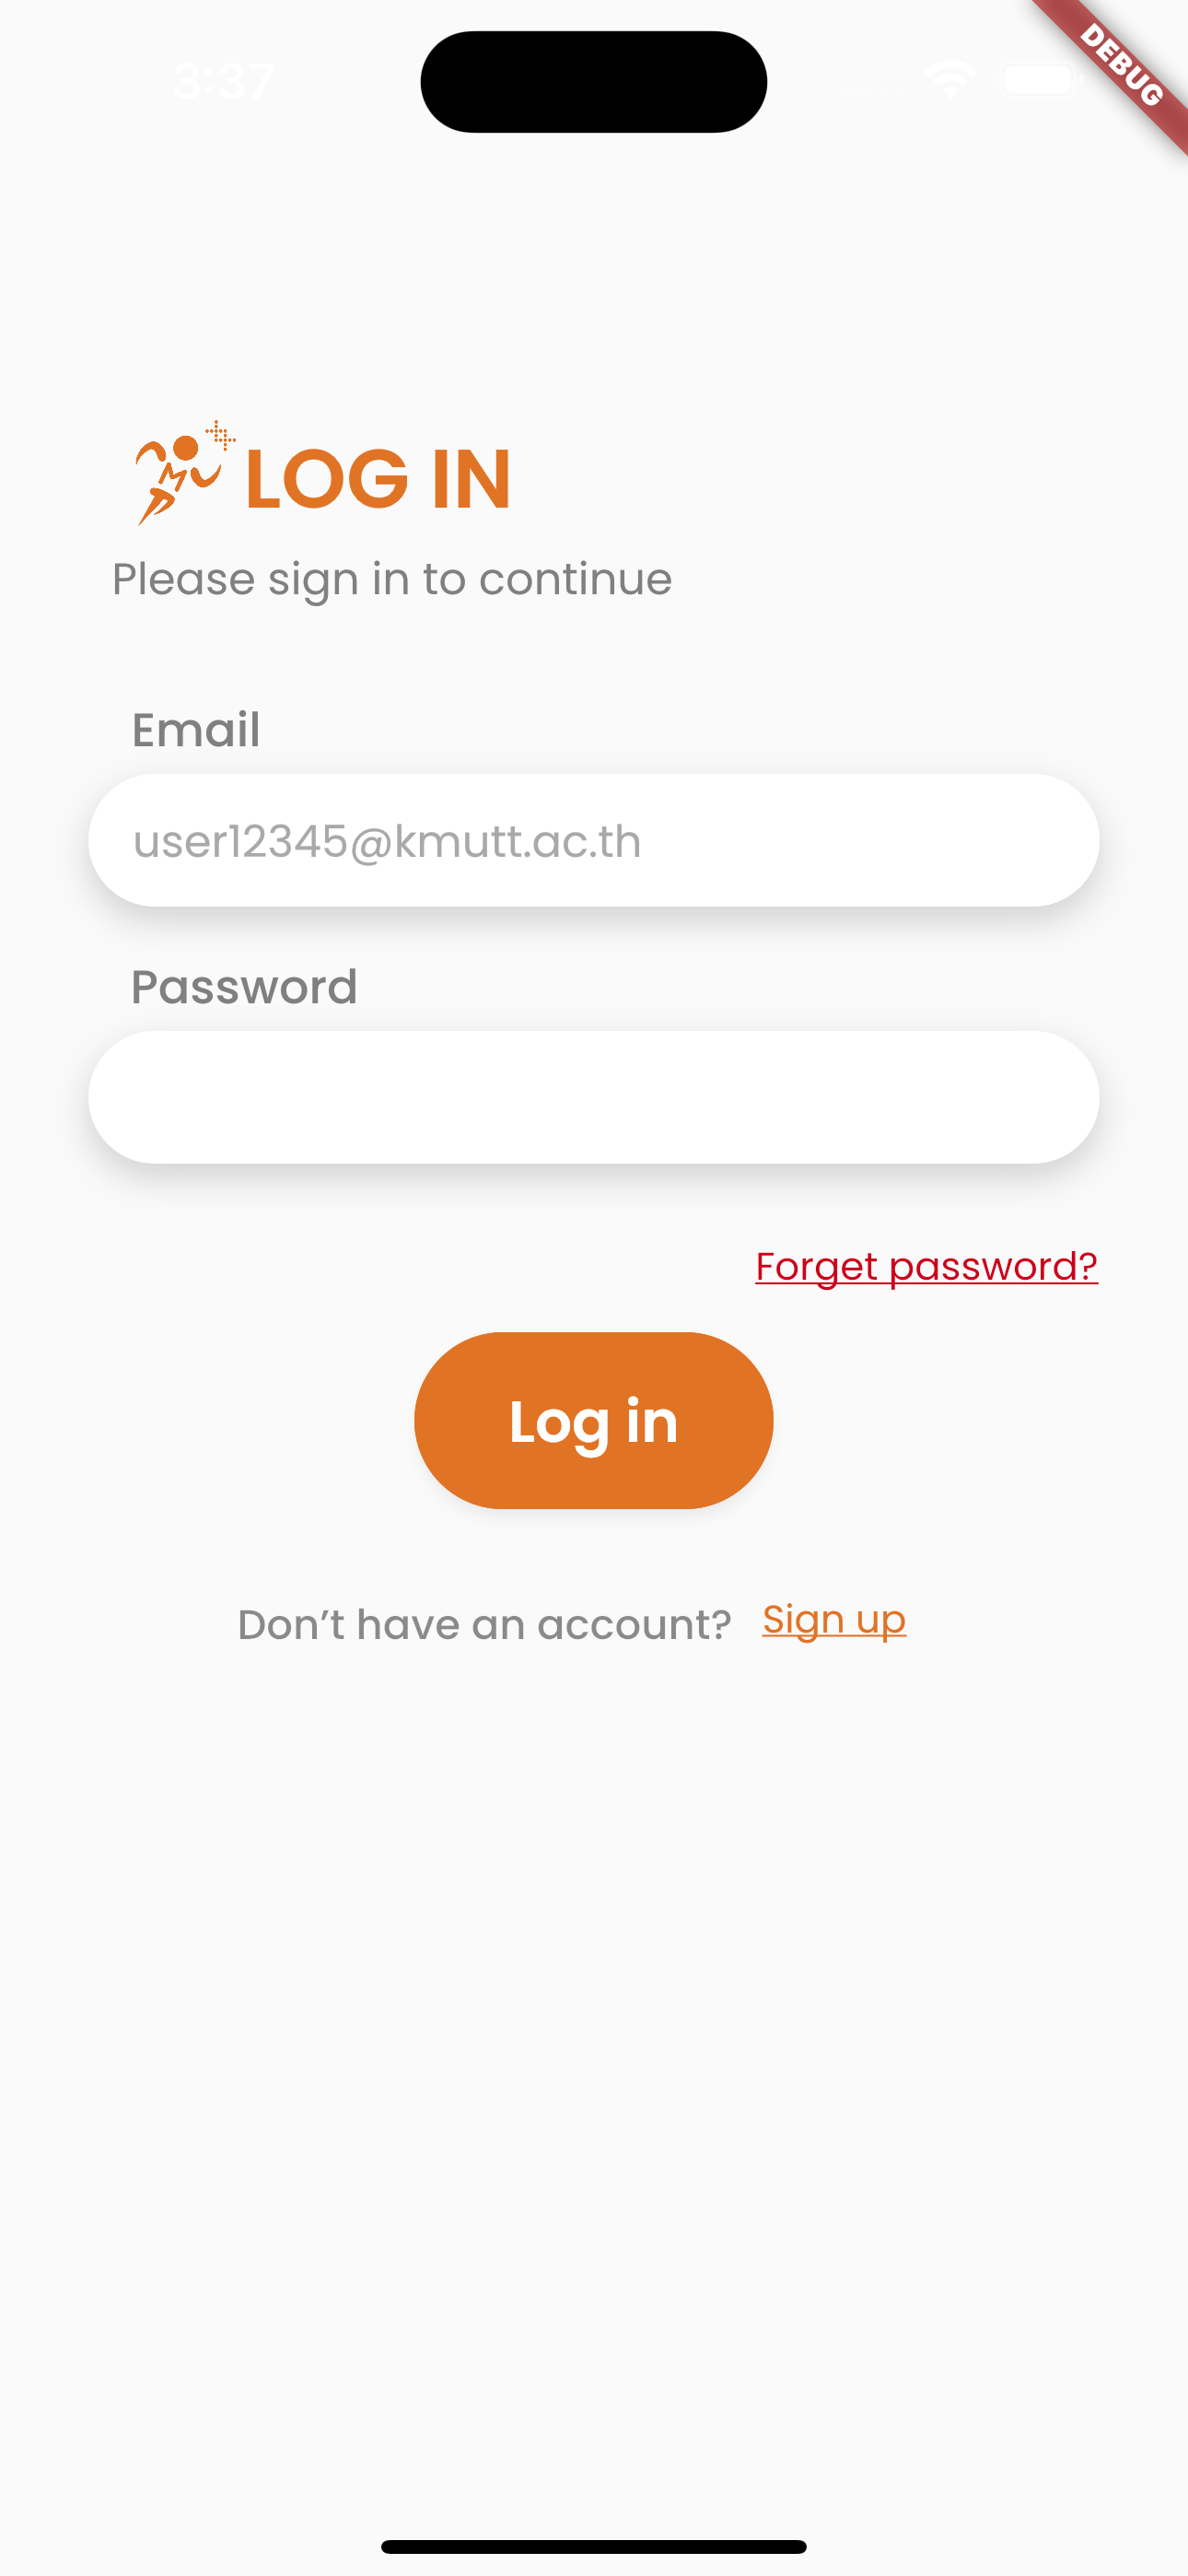 3:37
DEBUG
LOG IN
Please sign in to continue
Email
user12345@kmutt.ac.th
Password
Forget password?
Log in
Don’t have an account? Sign up